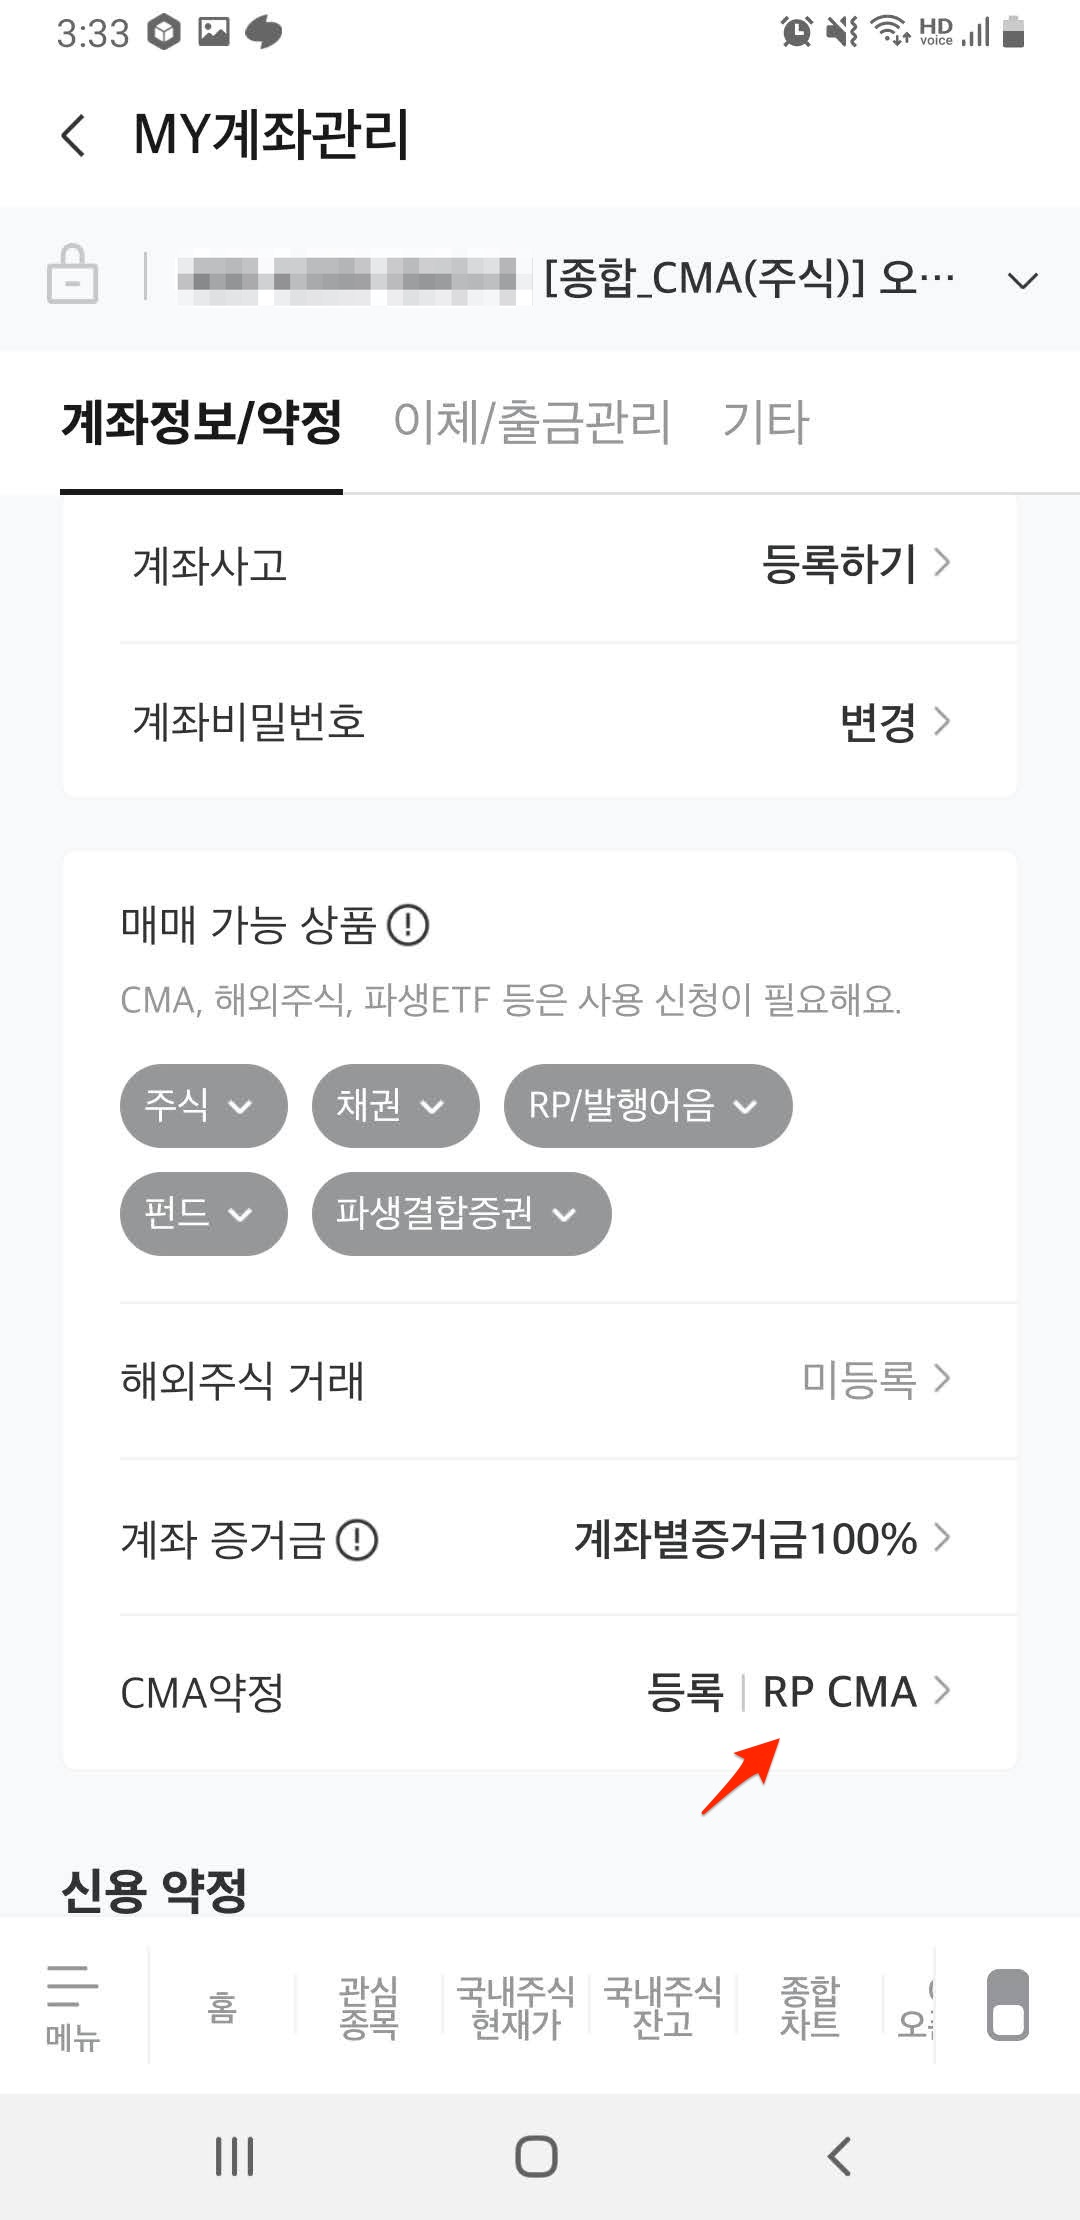 3:33
HD voice
MY계좌관리
[종합_CMA(주식)] 오…
계좌정보/약정 이체/출금관리 기타
계좌사고 등록하기
계좌비밀번호 변경
매매 가능 상품
CMA, 해외주식, 파생ETF 등은 사용 신청이 필요해요.
주식 채권 RP/발행어음
펀드 파생결합증권
해외주식 거래 미등록
계좌 증거금 계좌별증거금100%
CMA약정 등록 | RP CMA
신용 약정
메뉴
홈
관심
종목
국내주식
현재가
국내주식
잔고
종합
차트